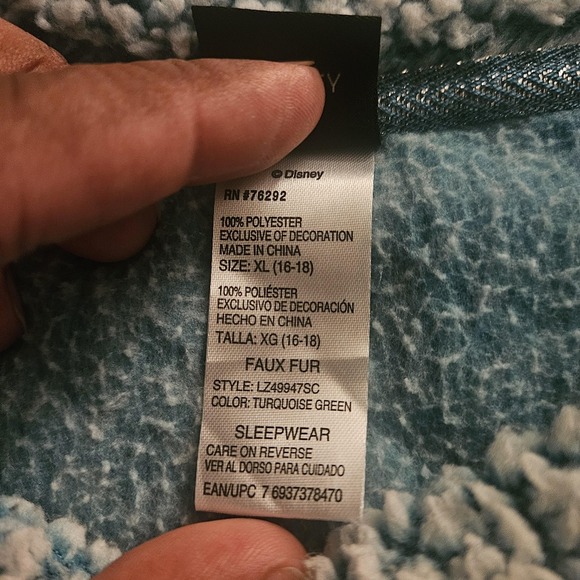 © Disney
RN #76292
100% POLYESTER
EXCLUSIVE OF DECORATION
MADE IN CHINA
SIZE: XL (16-18)
100% POLIÉSTER
EXCLUSIVO DE DECORACIÓN
HECHO EN CHINA
TALLA: XG (16-18)
FAUX FUR
STYLE: LZ49947SC
COLOR: TURQUOISE GREEN
SLEEPWEAR
CARE ON REVERSE
VER AL DORSO PARA CUIDADO
EAN/UPC 7 6937378470